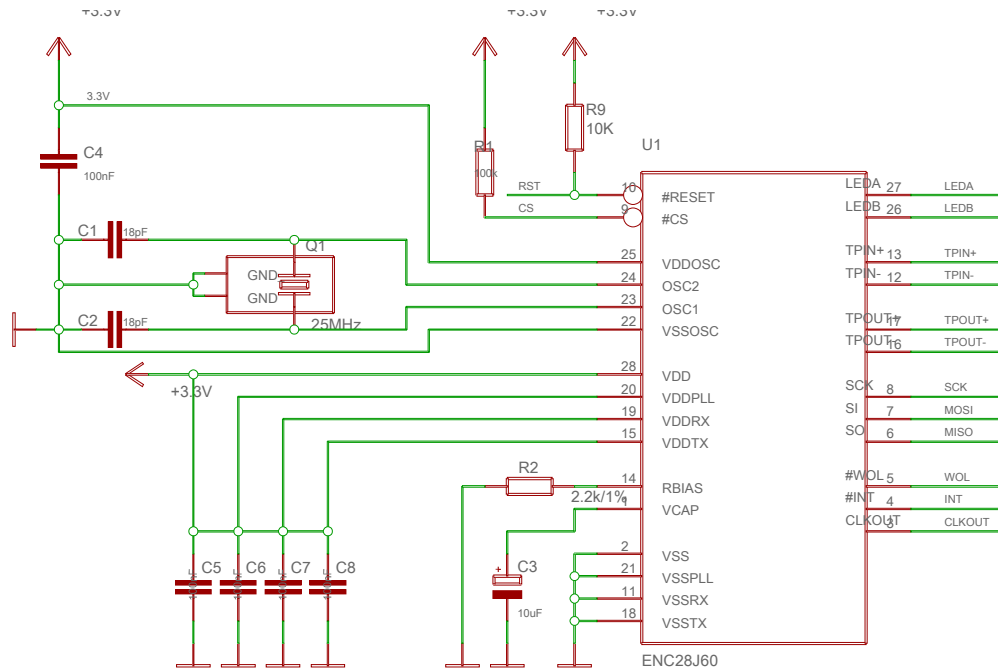 +3.3V
+3.3V
+3.3V
3.3V
C4
100nF
R1
100k
R9
10K
U1
RST
CS
10
9
#RESET
#CS
LEDA
27
LEDA
LEDB
26
LEDB
C1
18pF
Q1
GND
GND
25MHz
C2
18pF
25
VDDOSC
24
OSC2
23
OSC1
22
VSSOSC
TPIN+
13
TPIN+
TPIN-
12
TPIN-
TPOUT+
17
TPOUT+
TPOUT-
16
TPOUT-
+3.3V
28
VDD
20
VDDPLL
19
VDDRX
15
VDDTX
SCK
8
SCK
SI
7
MOSI
SO
6
MISO
R2
2.2k/1%
14
RBIAS
1
VCAP
#WOL
5
WOL
#INT
4
INT
CLKOUT
3
CLKOUT
C5
C6
C7
C8
+
C3
10uF
2
VSS
21
VSSPLL
11
VSSRX
18
VSSTX
ENC28J60